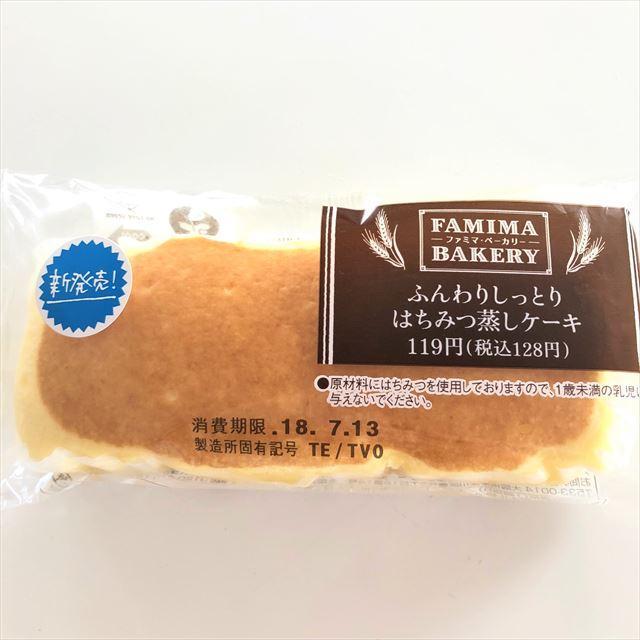 FAMIMA
ファミマ・ベーカリー
BAKERY
新発売!
ふんわりしっとり
はちみつ蒸しケーキ
119円(税込128円)
●原材料にはちみつを使用しておりますので、1歳未満の乳児に
与えないでください。
消費期限 .18. 7.13
製造所固有記号 TE/TV0